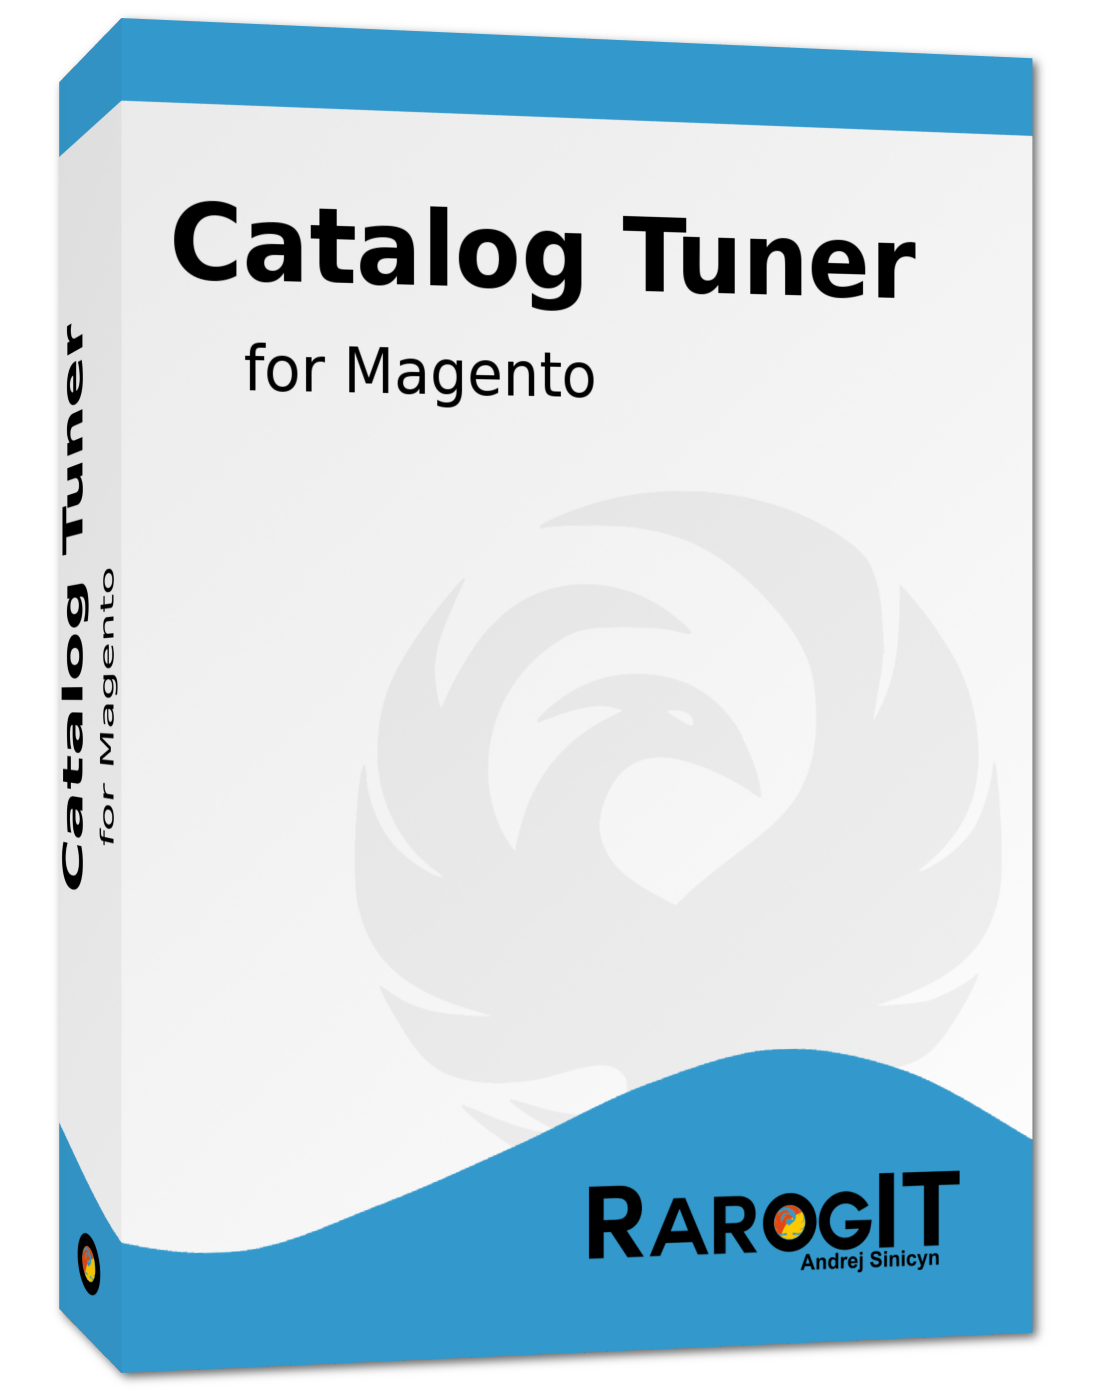 Catalog Tuner
for Magento
Catalog Tuner
for Magento
RAROGIT
Andrej Sinicyn